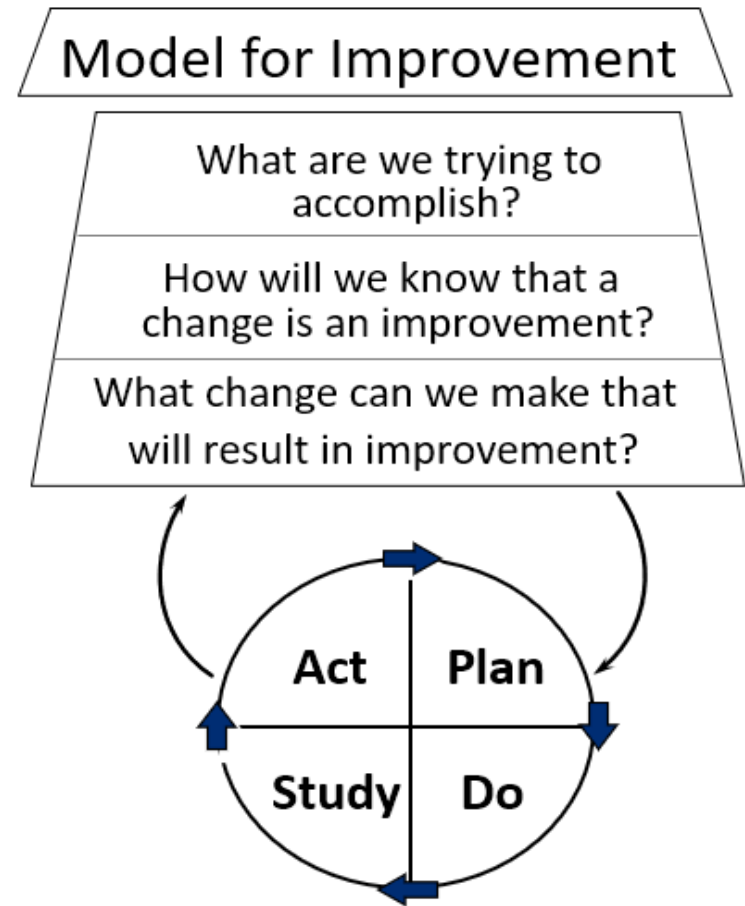 Model for Improvement
What are we trying to
accomplish?
How will we know that a
change is an improvement?
What change can we make that
will result in improvement?
Act
Plan
Study
Do